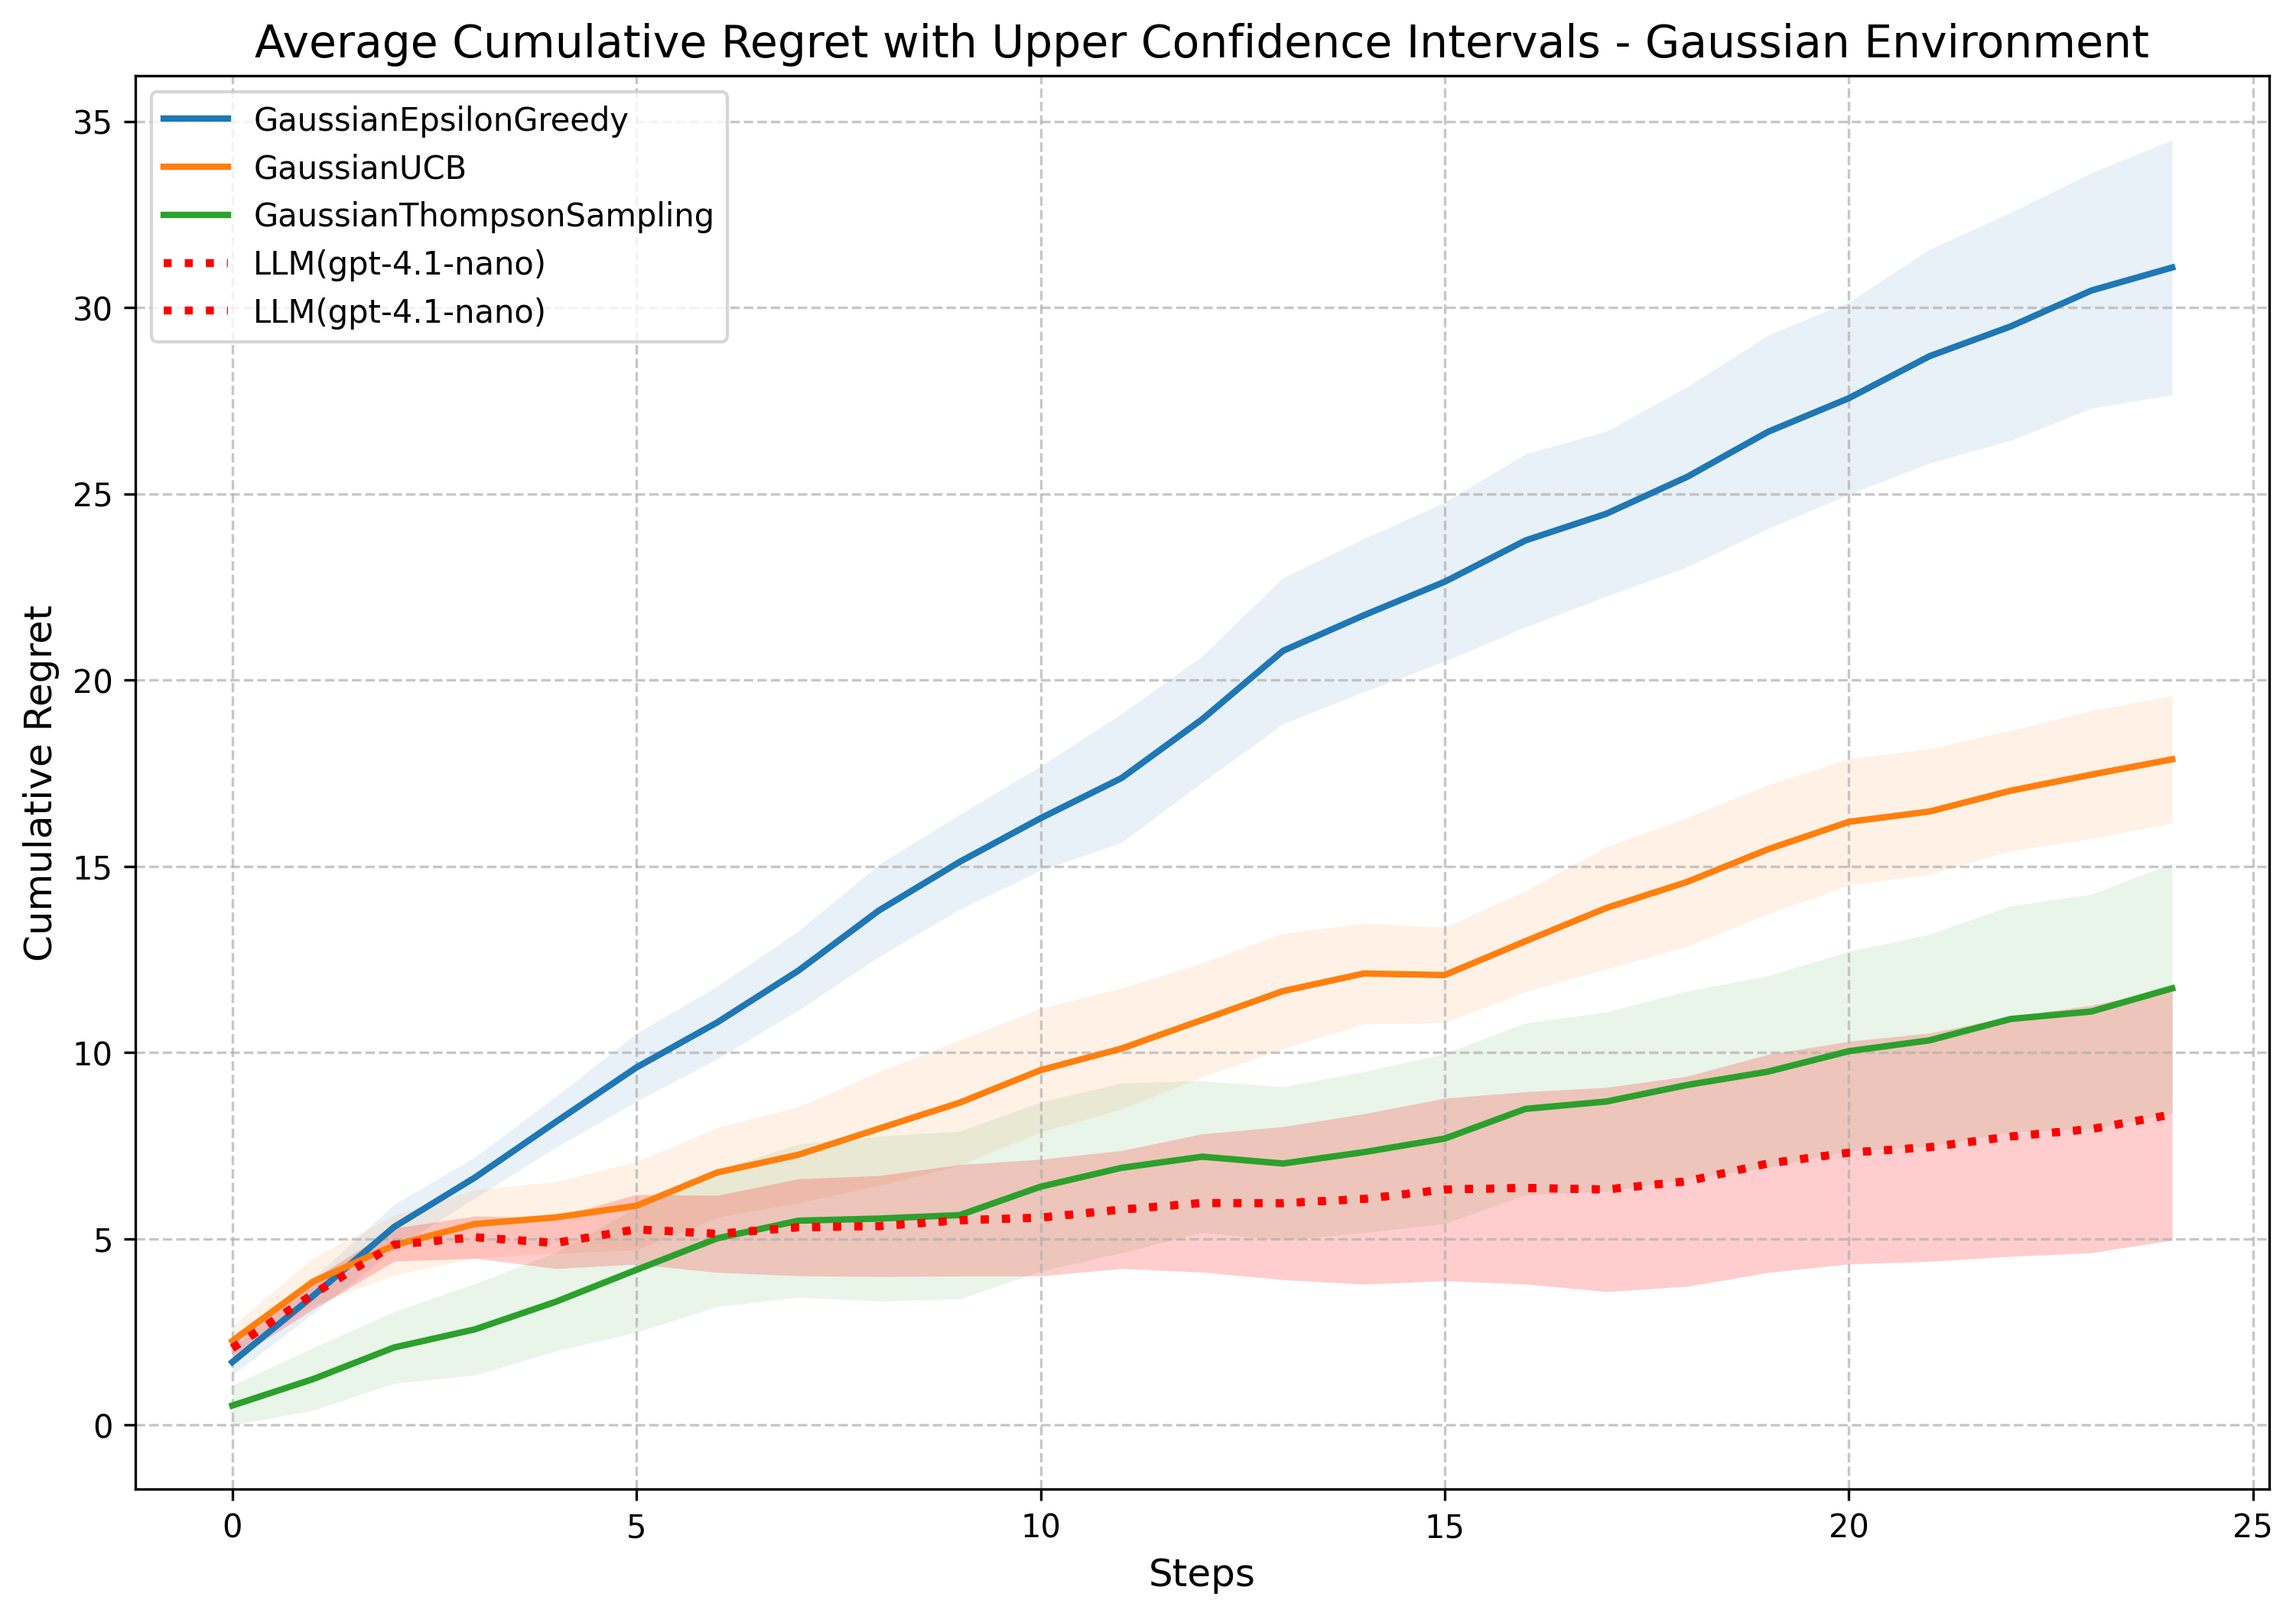 Average Cumulative Regret with Upper Confidence Intervals - Gaussian Environment
GaussianEpsilonGreedy
GaussianUCB
GaussianThompsonSampling
LLM(gpt-4.1-nano)
LLM(gpt-4.1-nano)
Cumulative Regret
35
30
25
20
15
10
5
0
0 5 10 15 20 25
Steps